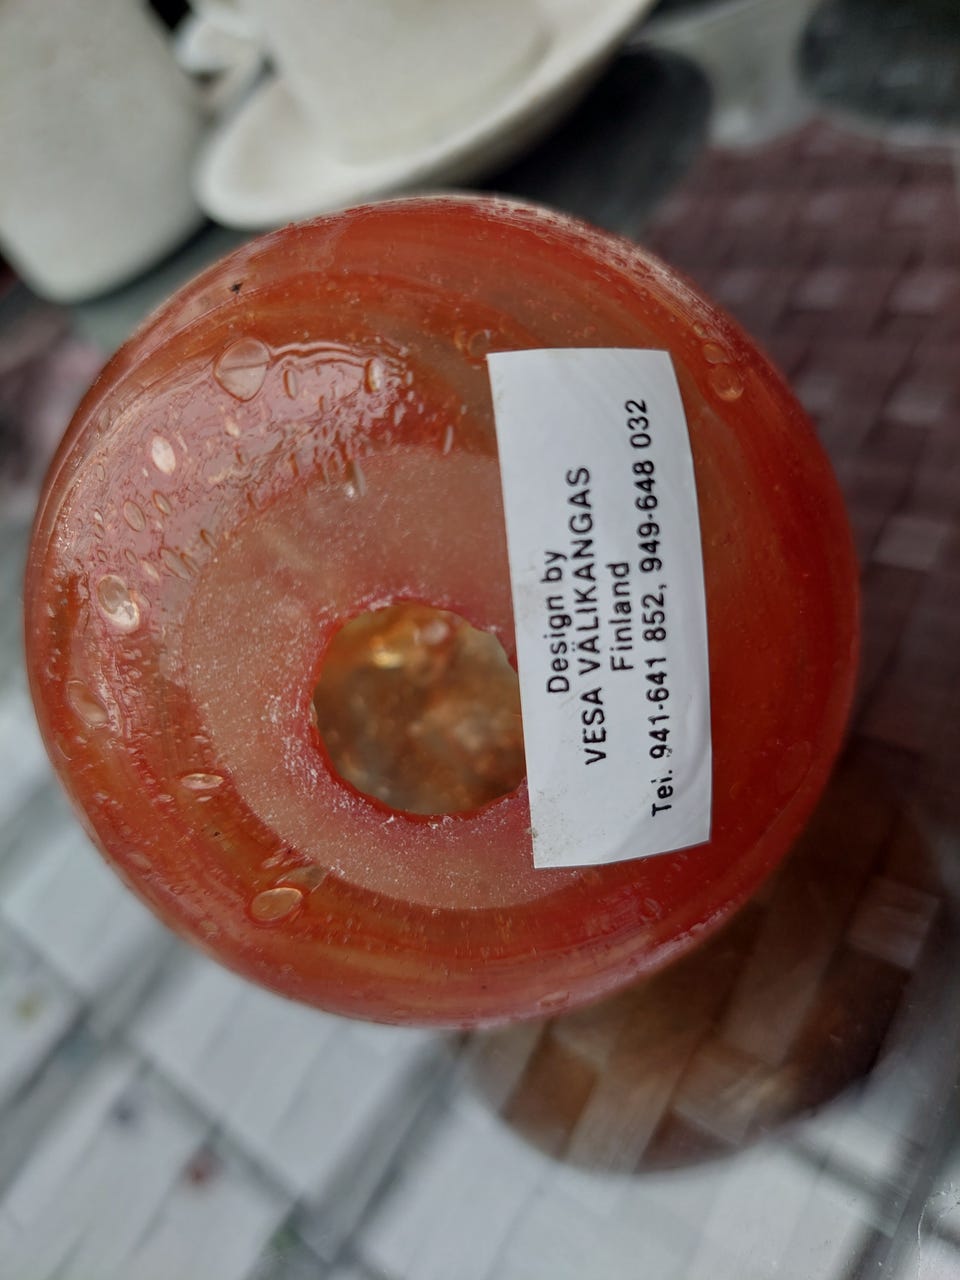 Design by
VESA VÄLIKANGAS
Finland
Tel. 941-641 852, 949-648 032